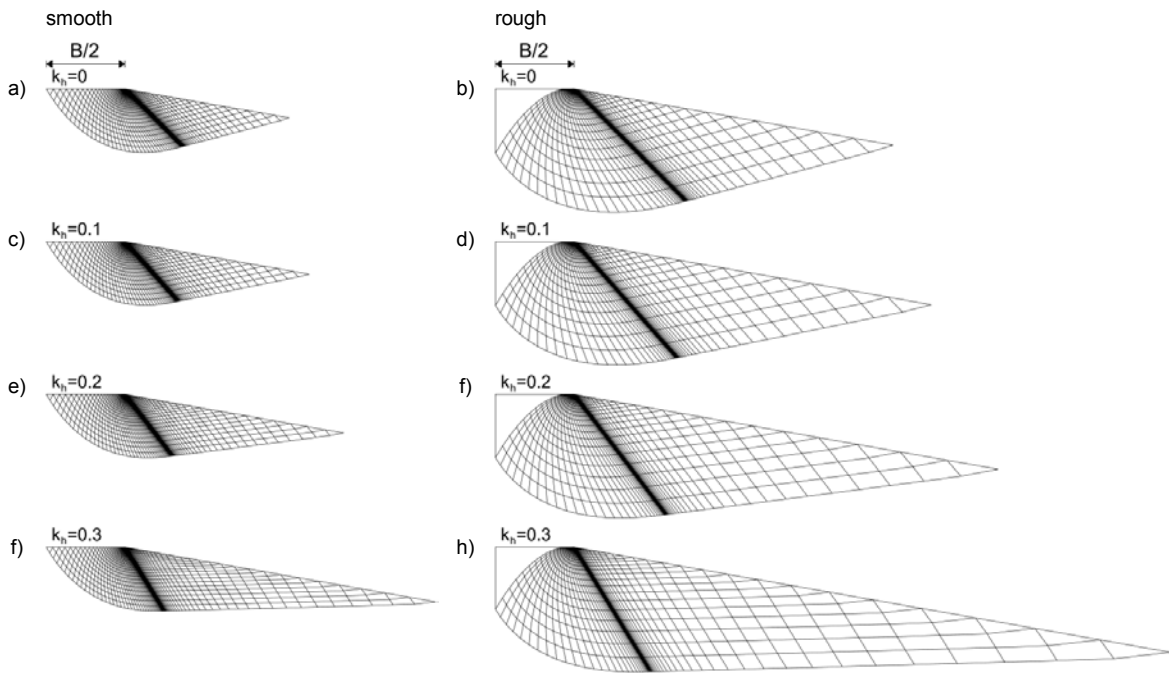 smooth rough
B/2 B/2
a) kh=0 b) kh=0
c) kh=0.1 d) kh=0.1
e) kh=0.2 f) kh=0.2
f) kh=0.3 h) kh=0.3